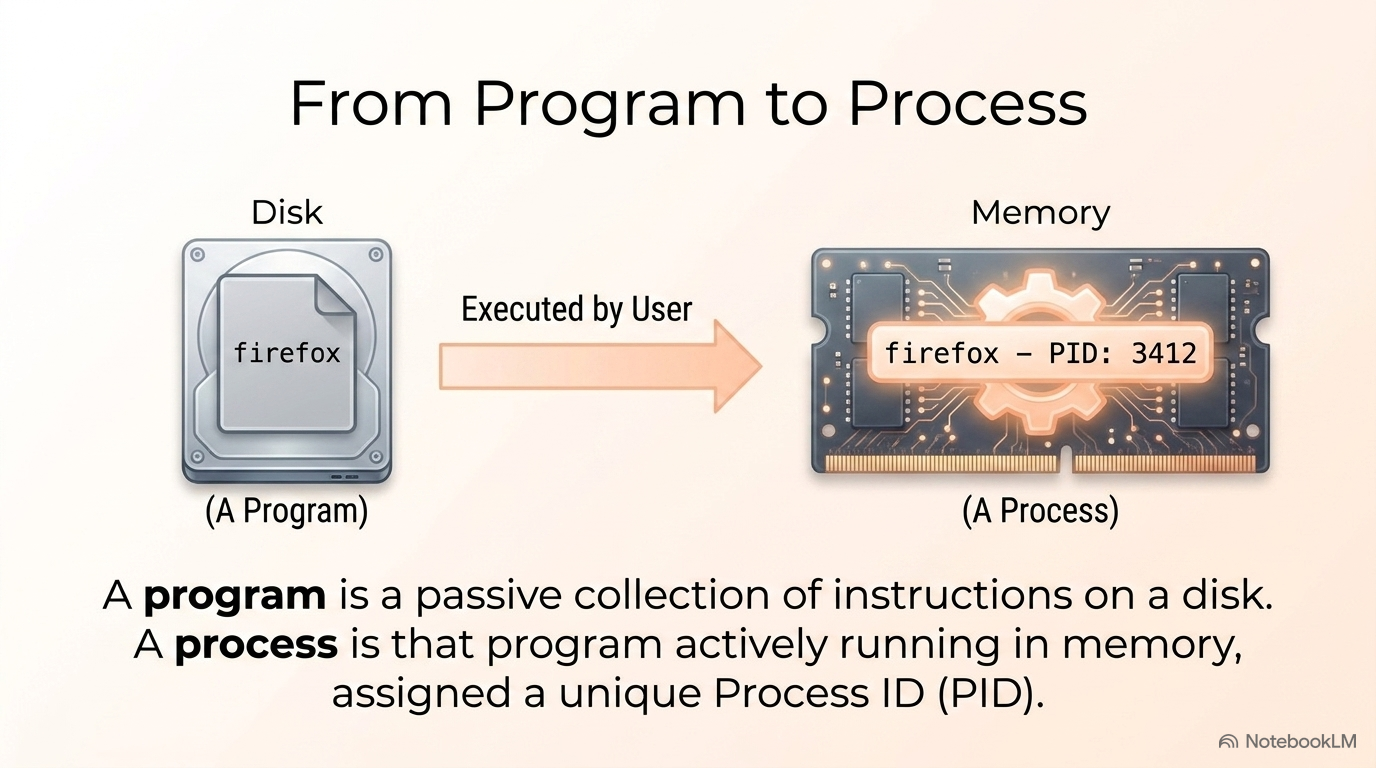 From Program to Process
Disk
Memory
Executed by User
firefox
firefox – PID: 3412
(A Program)
(A Process)
A program is a passive collection of instructions on a disk.
A process is that program actively running in memory,
assigned a unique Process ID (PID).
NotebookLM